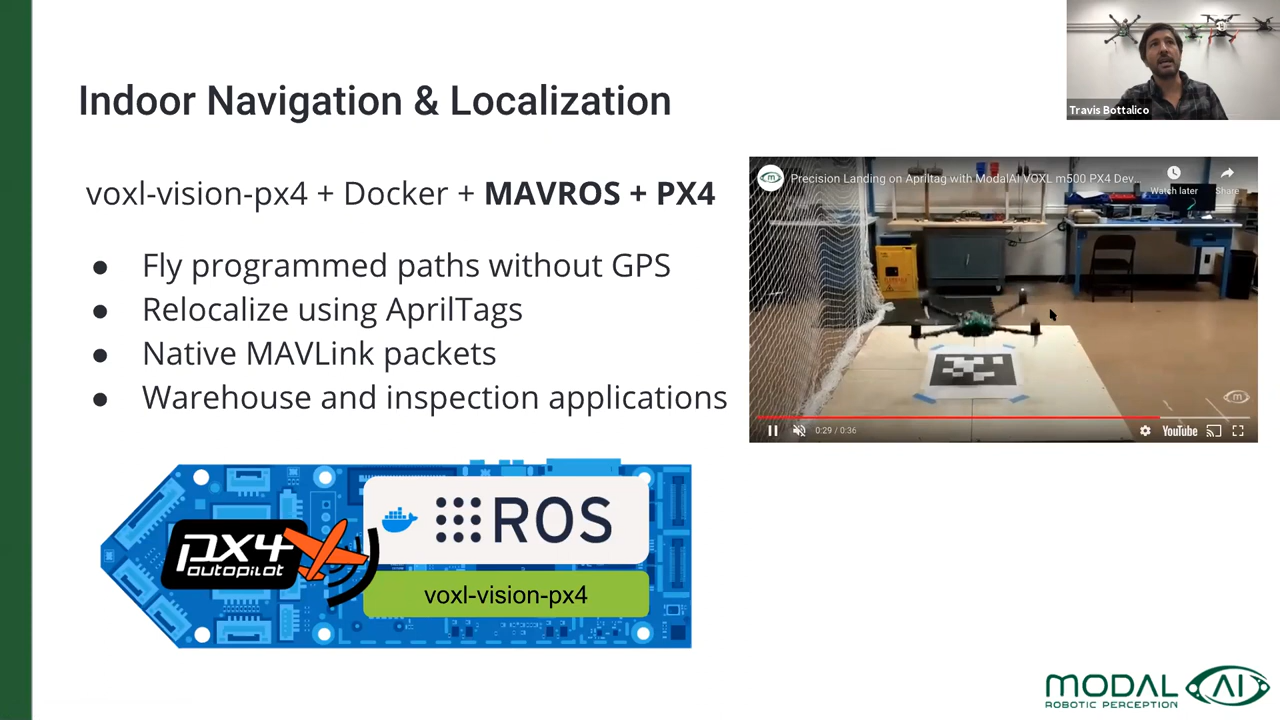 Indoor Navigation & Localization
Travis Bottalico
voxl-vision-px4 + Docker + MAVROS + PX4
● Fly programmed paths without GPS
● Relocalize using AprilTags
● Native MAVLink packets
● Warehouse and inspection applications
Precision Landing on Apriltag with ModalAI VOXL m500 PX4 Dev...
Watch later
Share
0:29 / 0:36
YouTube
px4
autopilot
ROS
voxl-vision-px4
MODAL AI
ROBOTIC PERCEPTION